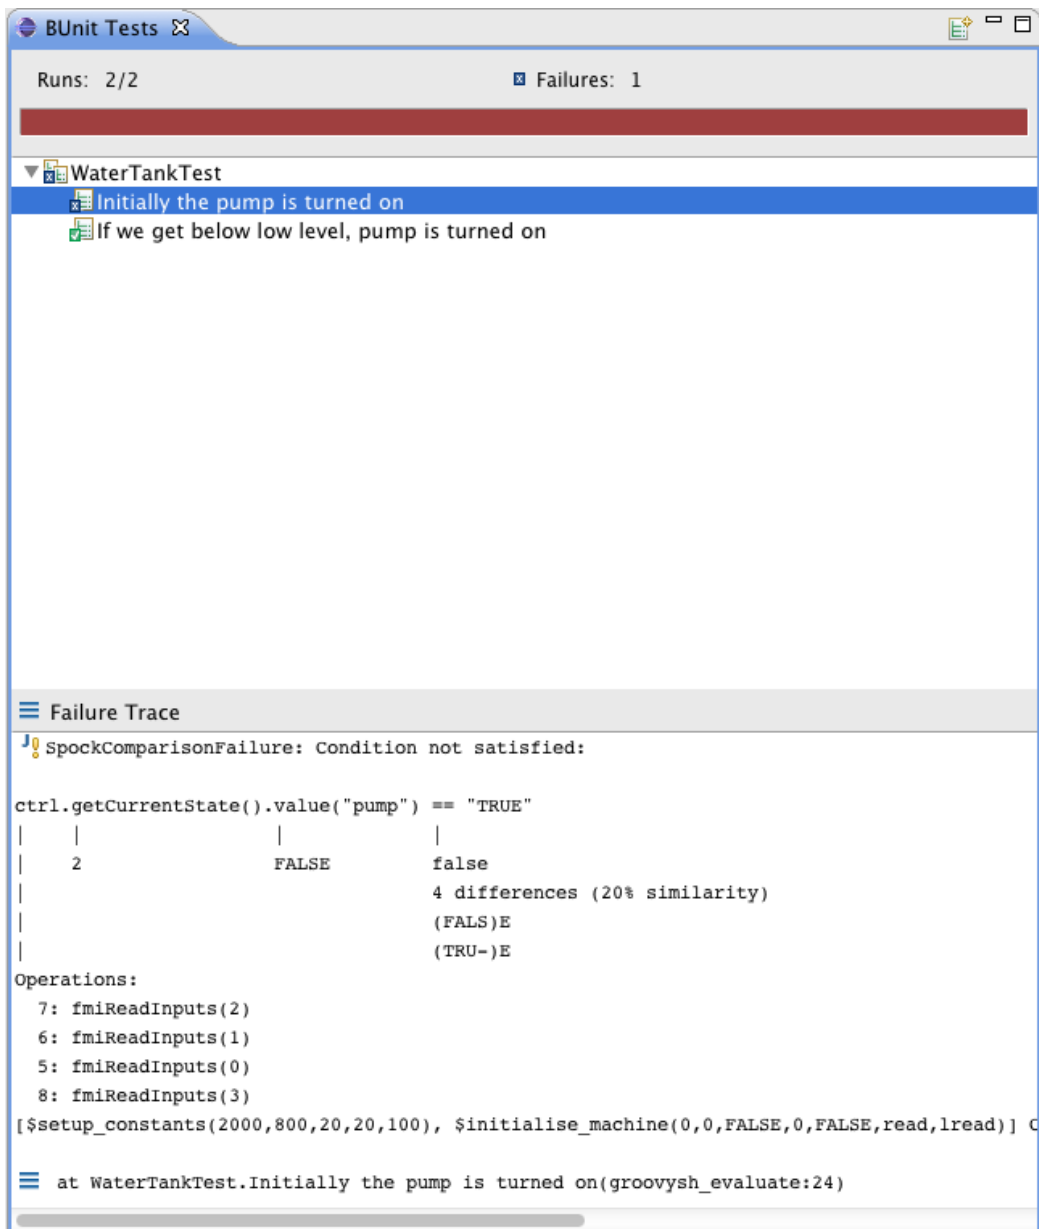 BUnit Tests
Runs: 2/2 Failures: 1
WaterTankTest
Initially the pump is turned on
If we get below low level, pump is turned on
Failure Trace
SpockComparisonFailure: Condition not satisfied:
ctrl.getCurrentState().value("pump") == "TRUE"
|    |                 |             |
|    2                 FALSE         false
|                                    4 differences (20% similarity)
|                                    (FALS)E
|                                    (TRU-)E
Operations:
7: fmiReadInputs(2)
6: fmiReadInputs(1)
5: fmiReadInputs(0)
8: fmiReadInputs(3)
[$setup_constants(2000,800,20,20,100), $initialise_machine(0,0,FALSE,0,FALSE,read,lread)]
at WaterTankTest.Initially the pump is turned on(groovysh_evaluate:24)